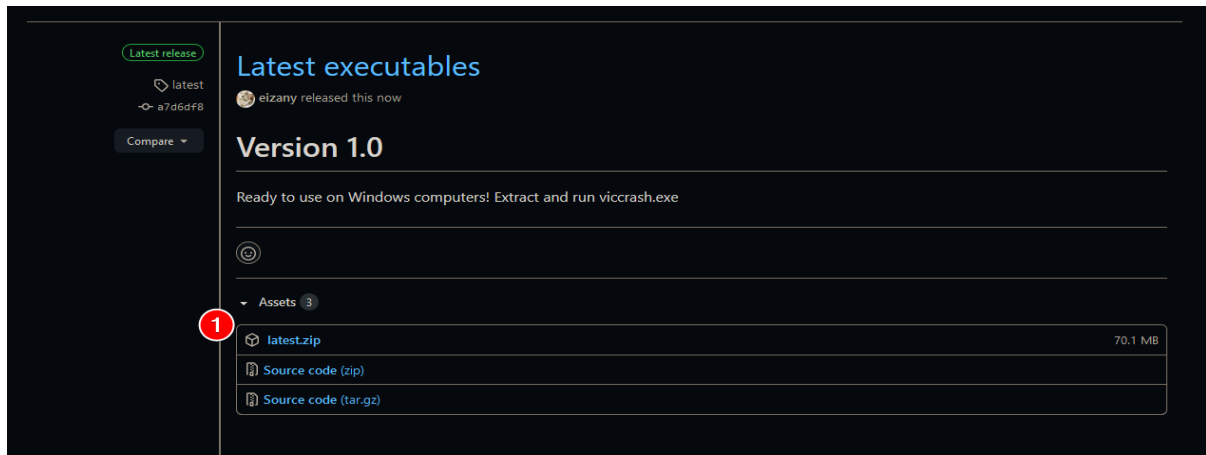 Latest release
latest
a7d6df8
Compare
Latest executables
eizany released this now
Version 1.0
Ready to use on Windows computers! Extract and run viccrash.exe
Assets 3
1
latest.zip 70.1 MB
Source code (zip)
Source code (tar.gz)